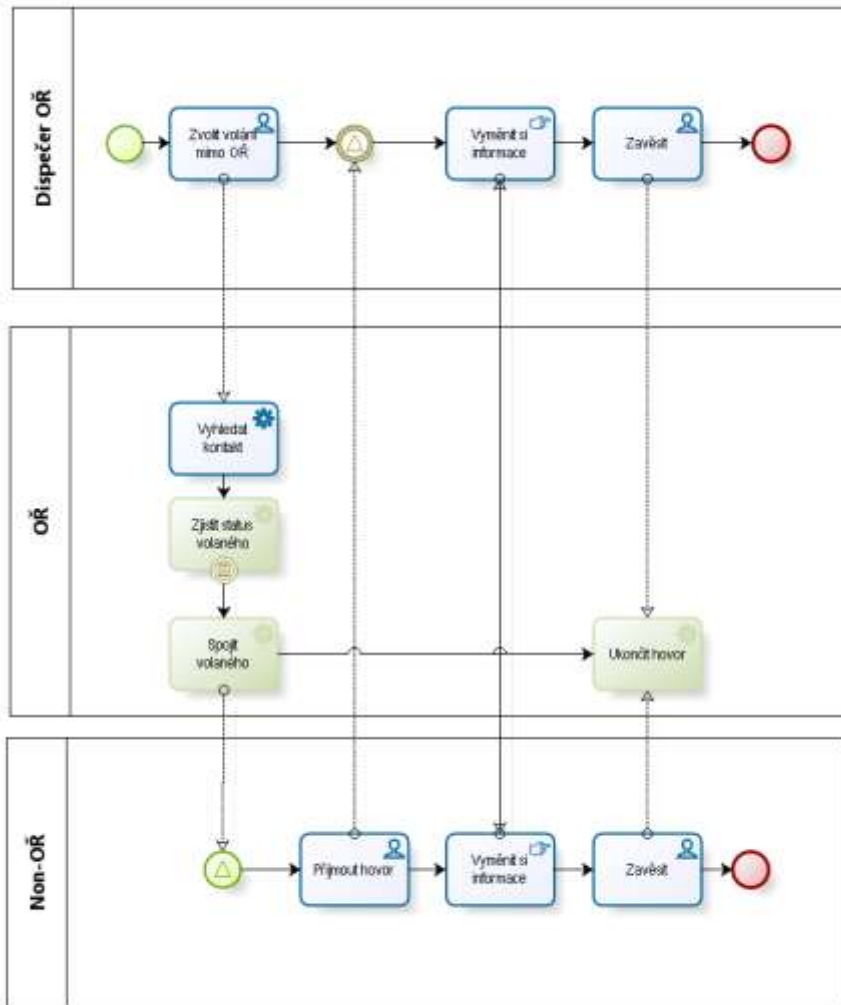 Dispečer OŘ
Zvolit volání
mimo OŘ
Vyměnit si
informace
Zavěsit
OŘ
Vyhledat
kontakt
Zjistit status
volaného
Spojit
volaného
Ukončit hovor
Non-OŘ
Přijmout hovor
Vyměnit si
informace
Zavěsit